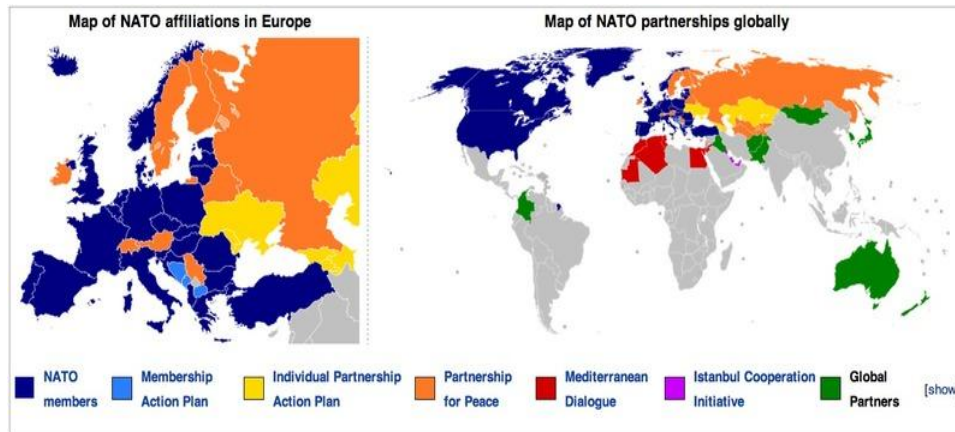 Map of NATO affiliations in Europe
Map of NATO partnerships globally
NATO members
Membership Action Plan
Individual Partnership Action Plan
Partnership for Peace
Mediterranean Dialogue
Istanbul Cooperation Initiative
Global Partners
[show